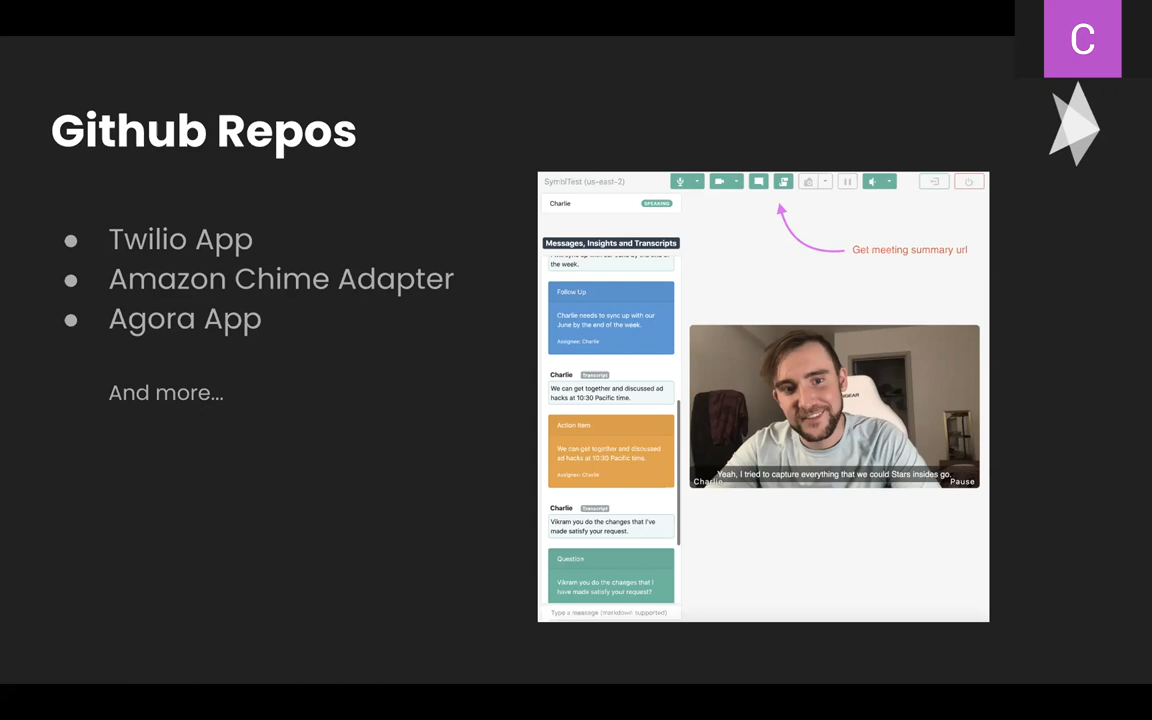 C
Github Repos
● Twilio App
● Amazon Chime Adapter
● Agora App
And more...
SymblTest (us-east-2)
Charlie
SPEAKING
Messages, Insights and Transcripts
the week.
Follow Up
Charlie needs to sync up with our
June by the end of the week.
Assignee: Charlie
Charlie Transcript
We can get together and discussed ad
hacks at 10:30 Pacific time.
Action Item
We can get together and discussed
ad hacks at 10:30 Pacific time.
Assignee: Charlie
Charlie Transcript
Vikram you do the changes that I've
made satisfy your request.
Question
Vikram you do the changes that I
have made satisfy your request?
Type a message (markdown supported)
Get meeting summary url
Yeah, I tried to capture everything that we could Stars insides go.
Charlie
Pause